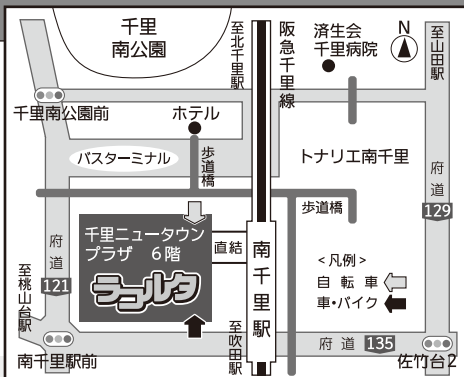 千里
南公園
至北千里駅
阪急千里線
済生会
千里病院
N
至山田駅
千里南公園前
ホテル
バスターミナル
歩道橋
トナリエ南千里
府道
129
歩道橋
千里ニュータウン
プラザ 6階
ラコルタ
直結
南千里駅
府道
121
至桃山台駅
<凡例>
自転車
車・バイク
南千里駅前
至吹田駅
府道 135
佐竹台2